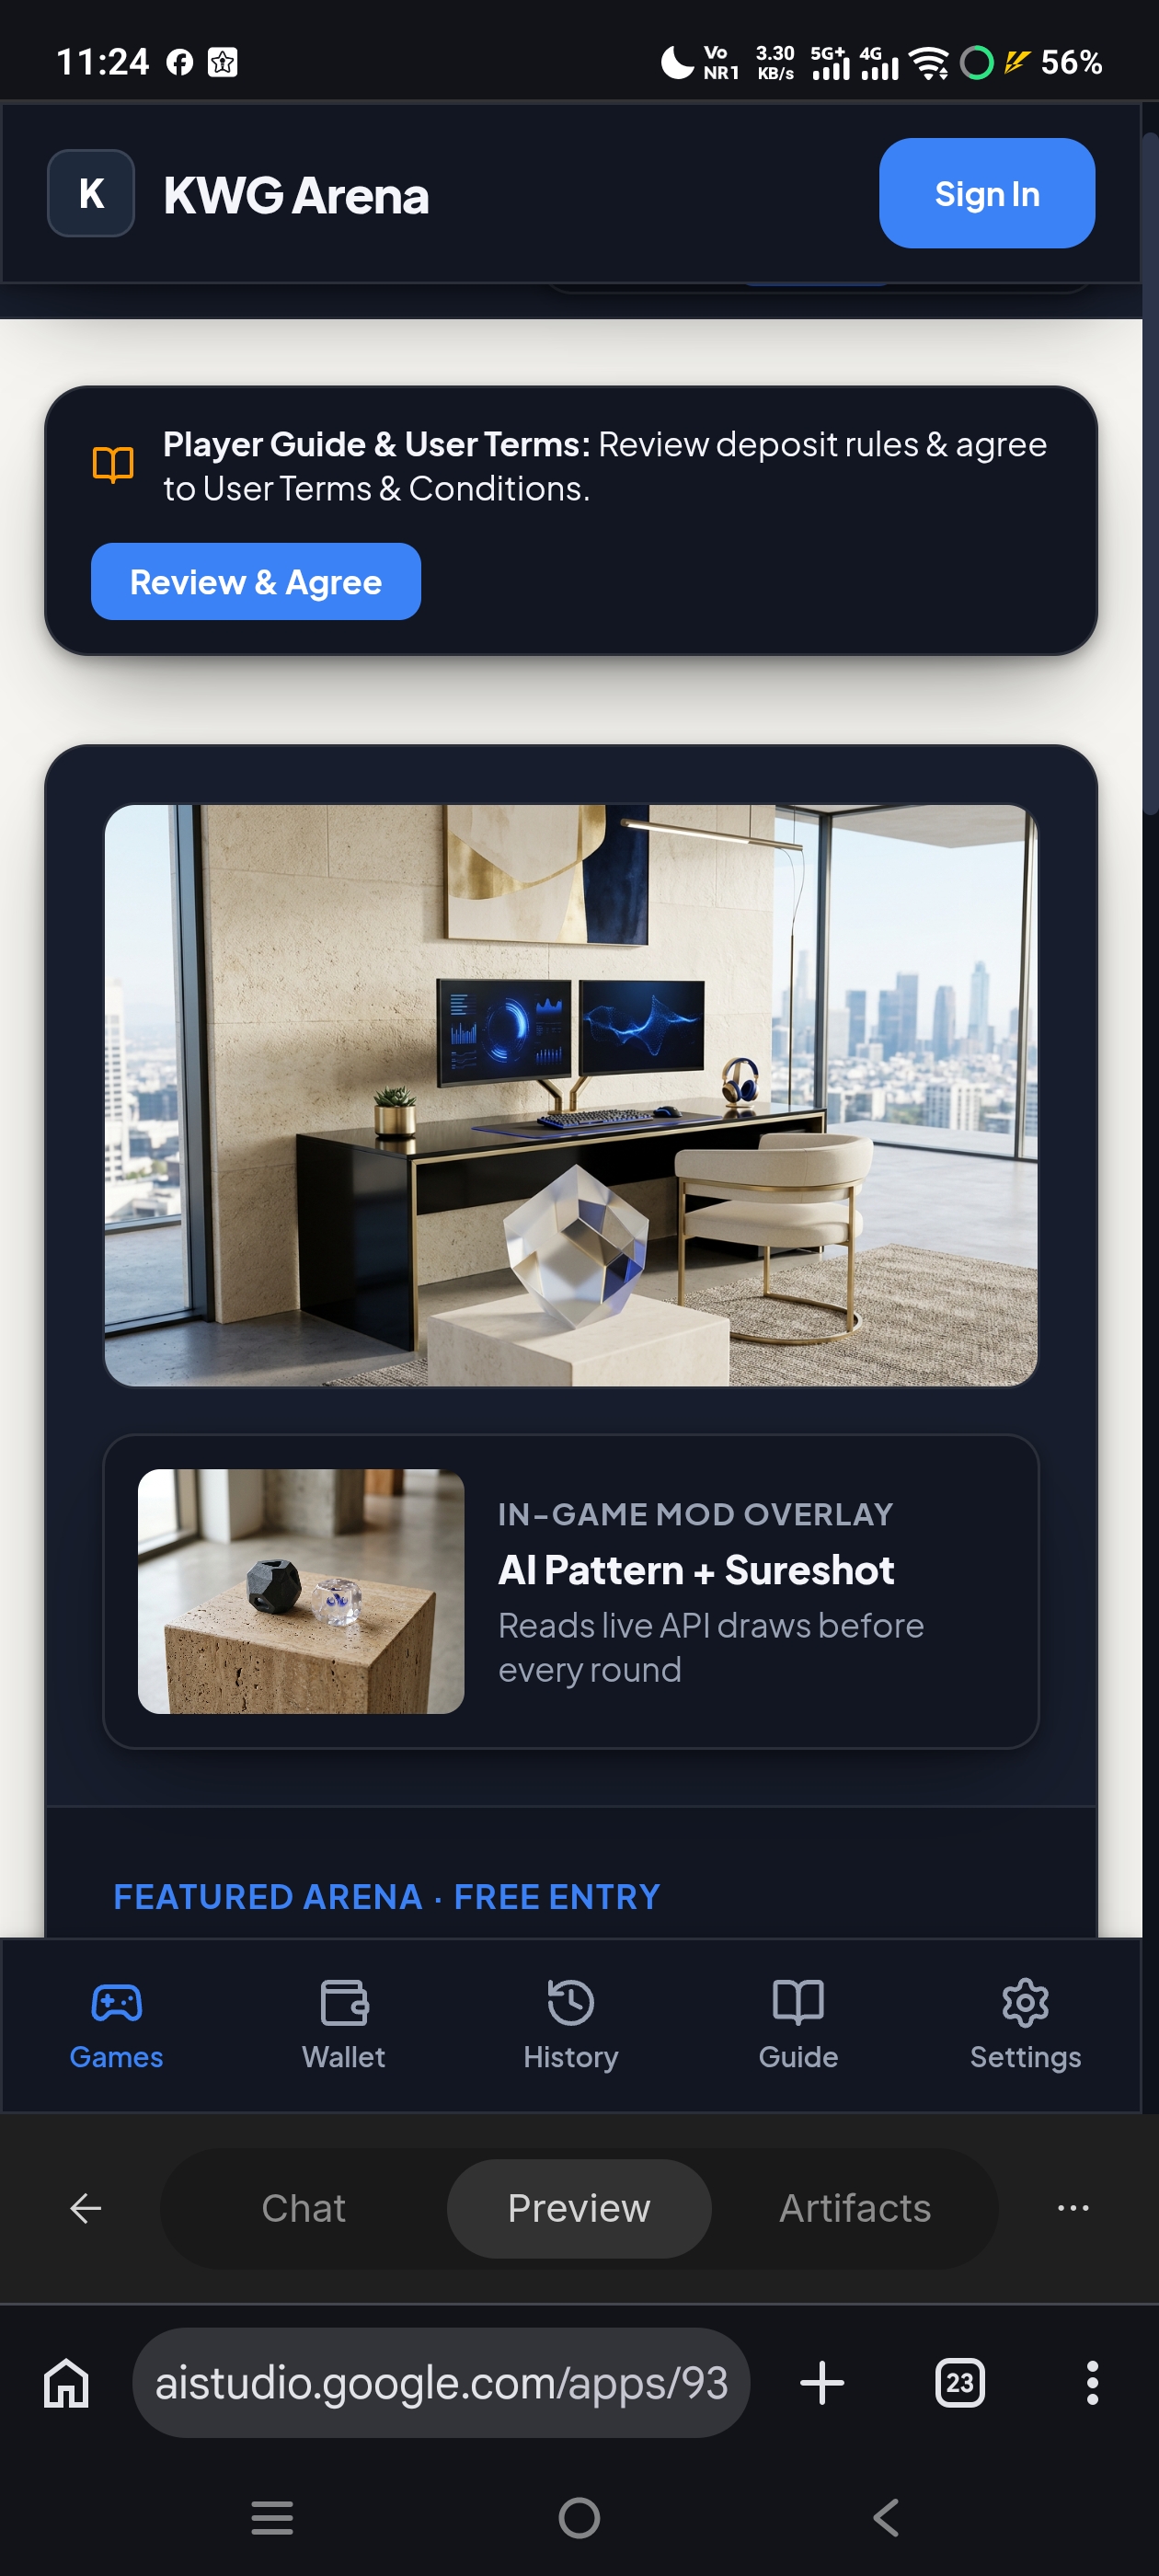 11:24
Vo
NR1
3.30
KB/s
5G+
4G
56%
K
KWG Arena
Sign In
Player Guide & User Terms: Review deposit rules & agree
to User Terms & Conditions.
Review & Agree
IN-GAME MOD OVERLAY
AI Pattern + Sureshot
Reads live API draws before
every round
FEATURED ARENA · FREE ENTRY
Games
Wallet
History
Guide
Settings
Chat
Preview
Artifacts
aistudio.google.com/apps/93
23